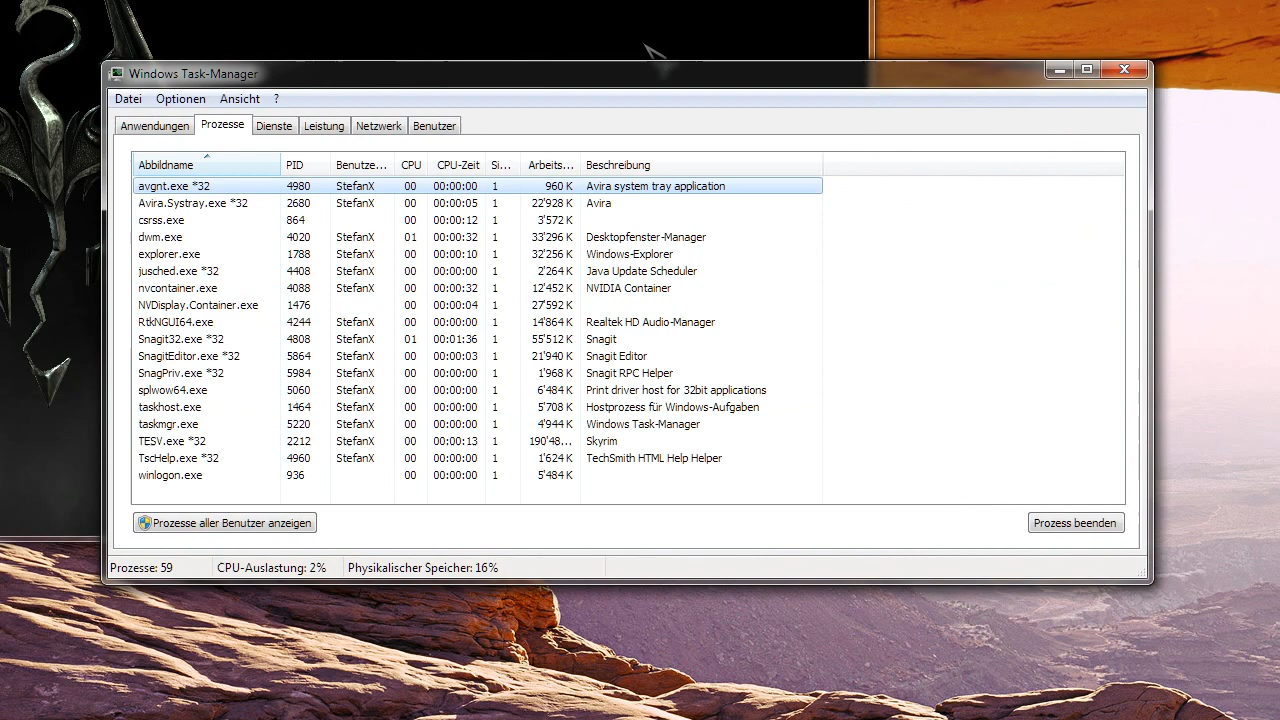 Windows Task-Manager
Datei Optionen Ansicht ?
Anwendungen Prozesse Dienste Leistung Netzwerk Benutzer
Abbildname PID Benutze... CPU CPU-Zeit Si... Arbeits... Beschreibung
avgnt.exe *32 4980 StefanX 00 00:00:00 1 960 K Avira system tray application
Avira.Systray.exe *32 2680 StefanX 00 00:00:05 1 22'928 K Avira
csrss.exe 864 00 00:00:12 1 3'572 K
dwm.exe 4020 StefanX 01 00:00:32 1 33'296 K Desktopfenster-Manager
explorer.exe 1788 StefanX 00 00:00:10 1 32'256 K Windows-Explorer
jusched.exe *32 4408 StefanX 00 00:00:00 1 2'264 K Java Update Scheduler
nvcontainer.exe 4088 StefanX 00 00:00:32 1 12'452 K NVIDIA Container
NVDisplay.Container.exe 1476 00 00:00:04 1 27'592 K
RtkNGUI64.exe 4244 StefanX 00 00:00:00 1 14'864 K Realtek HD Audio-Manager
Snagit32.exe *32 4808 StefanX 01 00:01:36 1 55'512 K Snagit
SnagitEditor.exe *32 5864 StefanX 00 00:00:03 1 21'940 K Snagit Editor
SnagPriv.exe *32 5984 StefanX 00 00:00:00 1 1'968 K Snagit RPC Helper
splwow64.exe 5060 StefanX 00 00:00:00 1 6'484 K Print driver host for 32bit applications
taskhost.exe 1464 StefanX 00 00:00:00 1 5'708 K Hostprozess für Windows-Aufgaben
taskmgr.exe 5220 StefanX 00 00:00:00 1 4'944 K Windows Task-Manager
TESV.exe *32 2212 StefanX 00 00:00:13 1 190'48... Skyrim
TscHelp.exe *32 4960 StefanX 00 00:00:00 1 1'624 K TechSmith HTML Help Helper
winlogon.exe 936 00 00:00:00 1 5'484 K
Prozesse aller Benutzer anzeigen Prozess beenden
Prozesse: 59 CPU-Auslastung: 2% Physikalischer Speicher: 16%